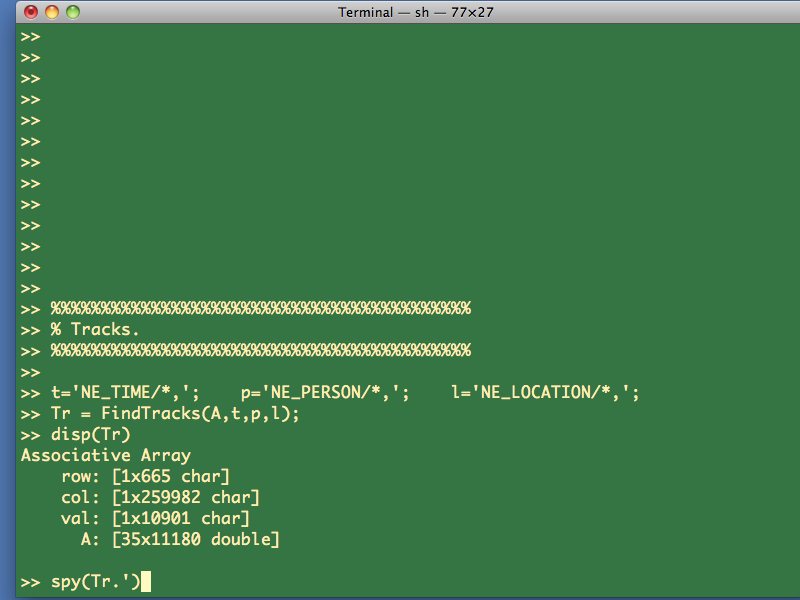 Terminal — sh — 77×27
>>
>>
>>
>>
>>
>>
>>
>>
>>
>>
>>
>>
>>
>> %%%%%%%%%%%%%%%%%%%%%%%%%%%%%%%%%%%%%%%%%%
>> % Tracks.
>> %%%%%%%%%%%%%%%%%%%%%%%%%%%%%%%%%%%%%%%%%%
>>
>> t='NE_TIME/*,';    p='NE_PERSON/*,';    l='NE_LOCATION/*,';
>> Tr = FindTracks(A,t,p,l);
>> disp(Tr)
Associative Array
    row: [1x665 char]
    col: [1x259982 char]
    val: [1x10901 char]
      A: [35x11180 double]
>> spy(Tr.')